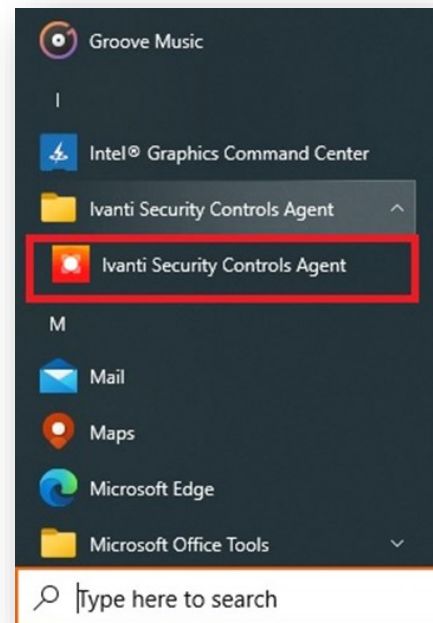 Groove Music
I
Intel® Graphics Command Center
Ivanti Security Controls Agent
Ivanti Security Controls Agent
M
Mail
Maps
Microsoft Edge
Microsoft Office Tools
Type here to search